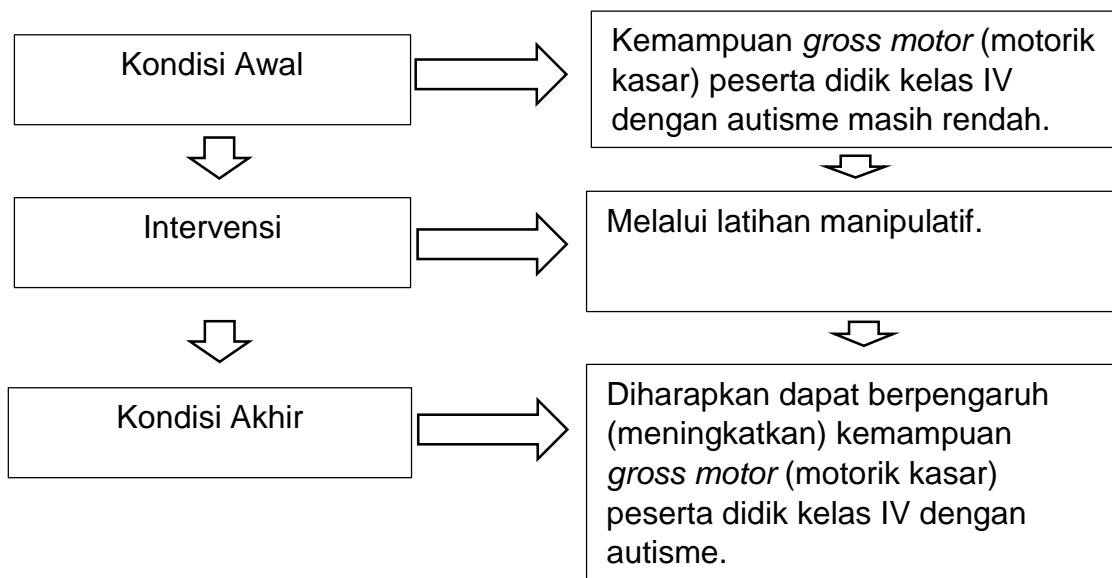 Kondisi Awal
Kemampuan gross motor (motorik
kasar) peserta didik kelas IV
dengan autisme masih rendah.
Intervensi
Melalui latihan manipulatif.
Kondisi Akhir
Diharapkan dapat berpengaruh
(meningkatkan) kemampuan
gross motor (motorik kasar)
peserta didik kelas IV dengan
autisme.